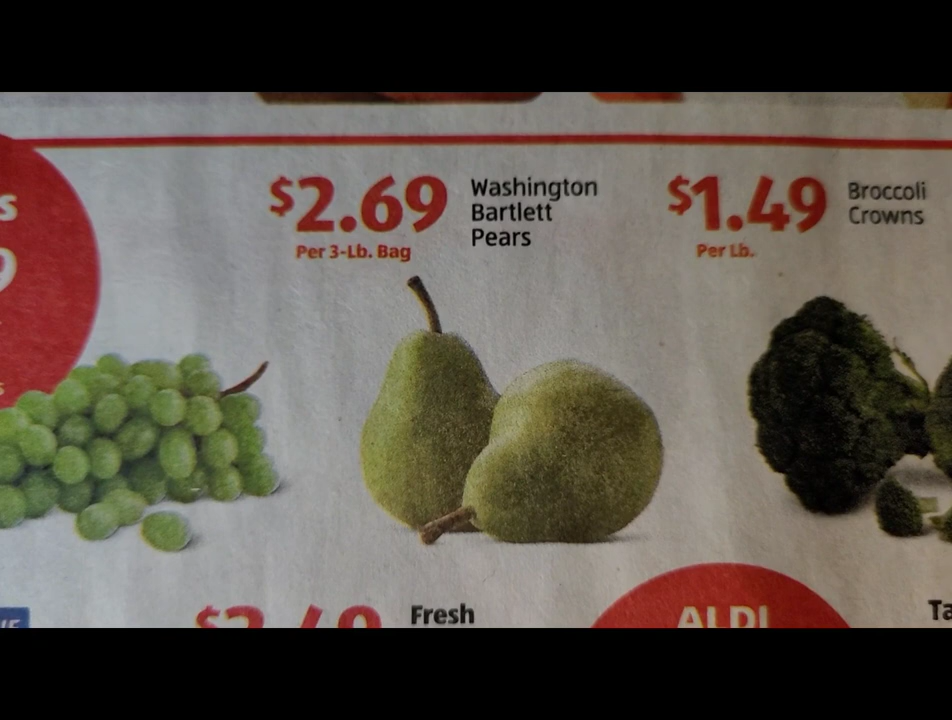 $2.69
Per 3-Lb. Bag
Washington
Bartlett
Pears
$1.49
Per Lb.
Broccoli
Crowns
Fresh
ALDI